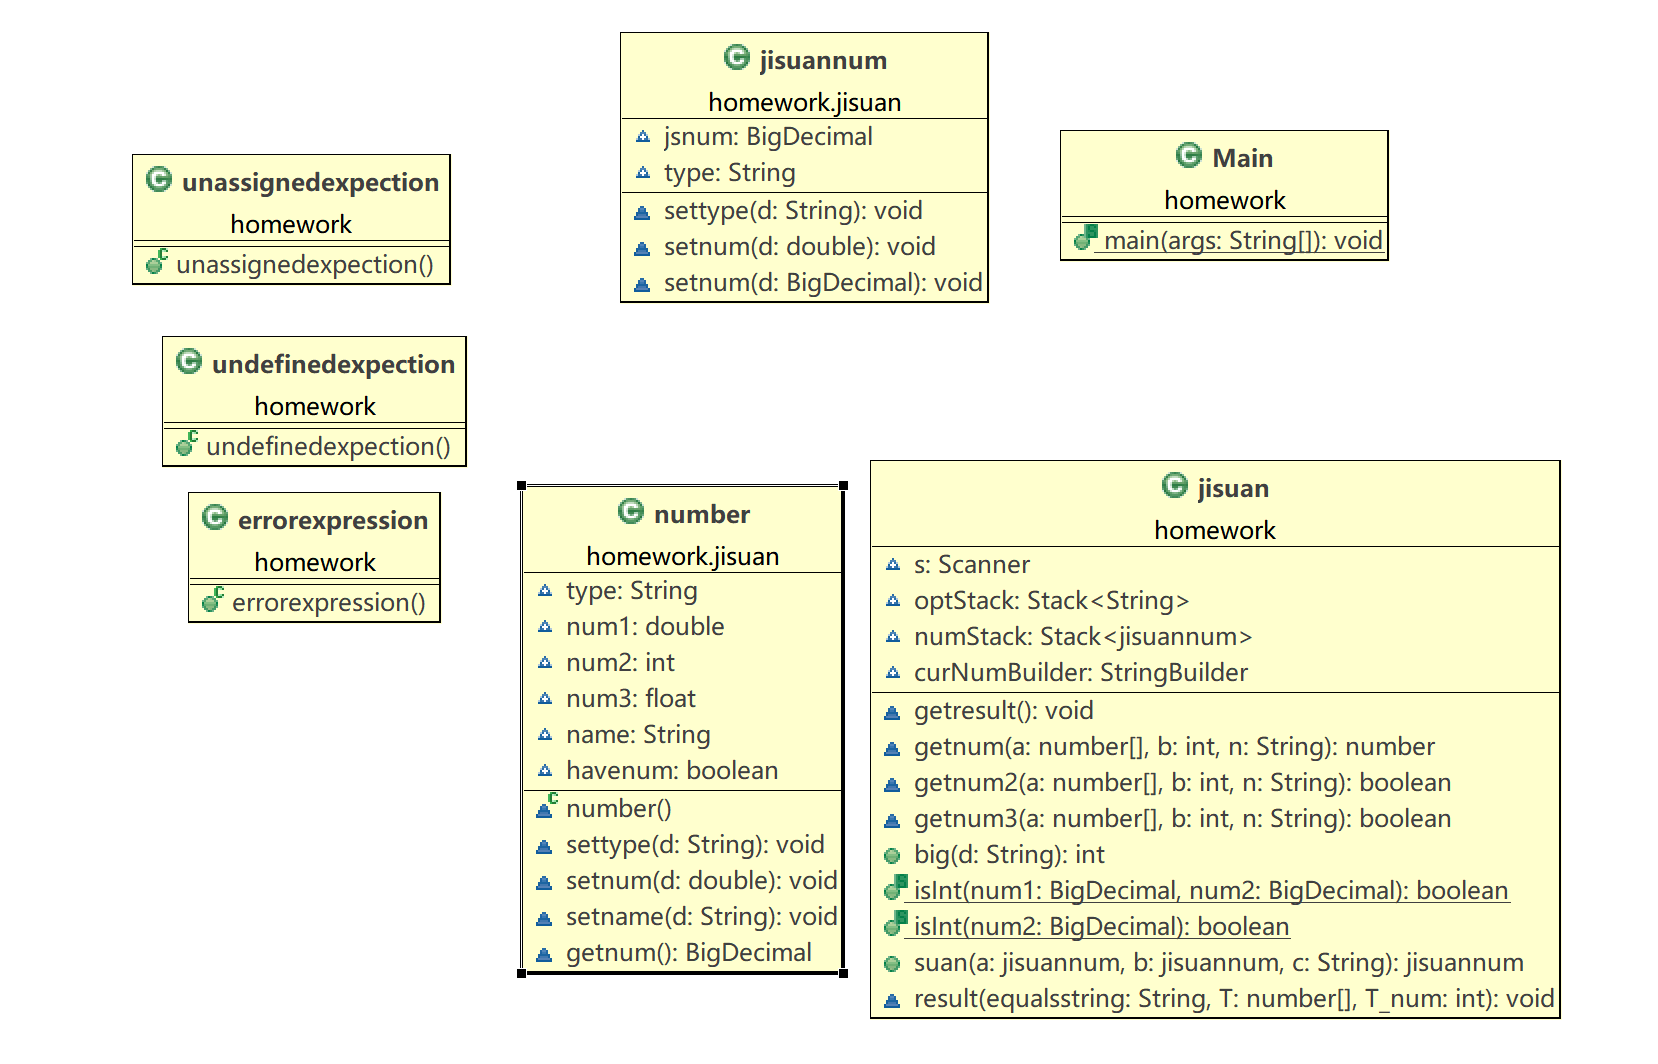 jisuannum
homework.jisuan
jsnum: BigDecimal
type: String
settype(d: String): void
setnum(d: double): void
setnum(d: BigDecimal): void
Main
homework
main(args: String[]): void
unassignedexpection
homework
unassignedexpection()
undefinedexpection
homework
undefinedexpection()
errorexpression
homework
errorexpression()
number
homework.jisuan
type: String
num1: double
num2: int
num3: float
name: String
havenum: boolean
number()
settype(d: String): void
setnum(d: double): void
setname(d: String): void
getnum(): BigDecimal
jisuan
homework
s: Scanner
optStack: Stack<String>
numStack: Stack<jisuannum>
curNumBuilder: StringBuilder
getresult(): void
getnum(a: number[], b: int, n: String): number
getnum2(a: number[], b: int, n: String): boolean
getnum3(a: number[], b: int, n: String): boolean
big(d: String): int
isInt(num1: BigDecimal, num2: BigDecimal): boolean
isInt(num2: BigDecimal): boolean
suan(a: jisuannum, b: jisuannum, c: String): jisuannum
result(equalsstring: String, T: number[], T_num: int): void